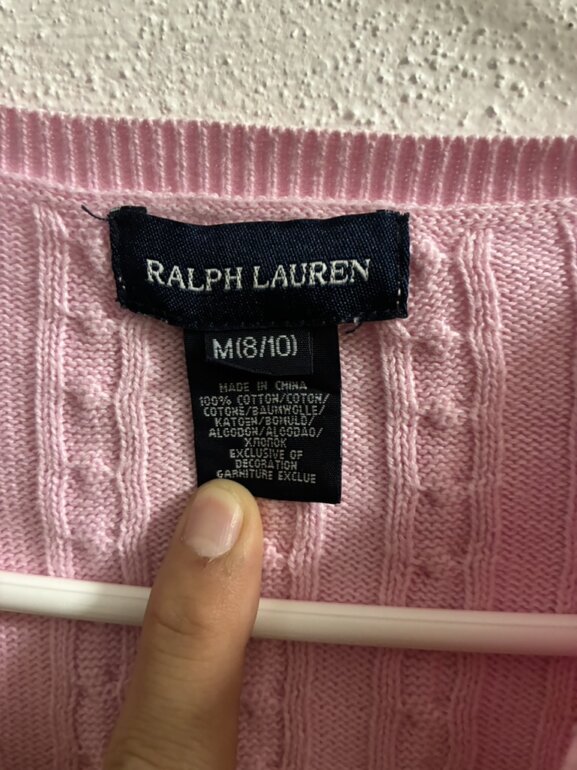 RALPH LAUREN
M(8/10)
MADE IN CHINA
100% COTTON/COTON/
COTONE/BAUMWOLLE/
KATOEN/BOMULD/
ALGODON/ALGODAO/
ХЛОПОК
EXCLUSIVE OF
DECORATION
GARNITURE EXCLUE